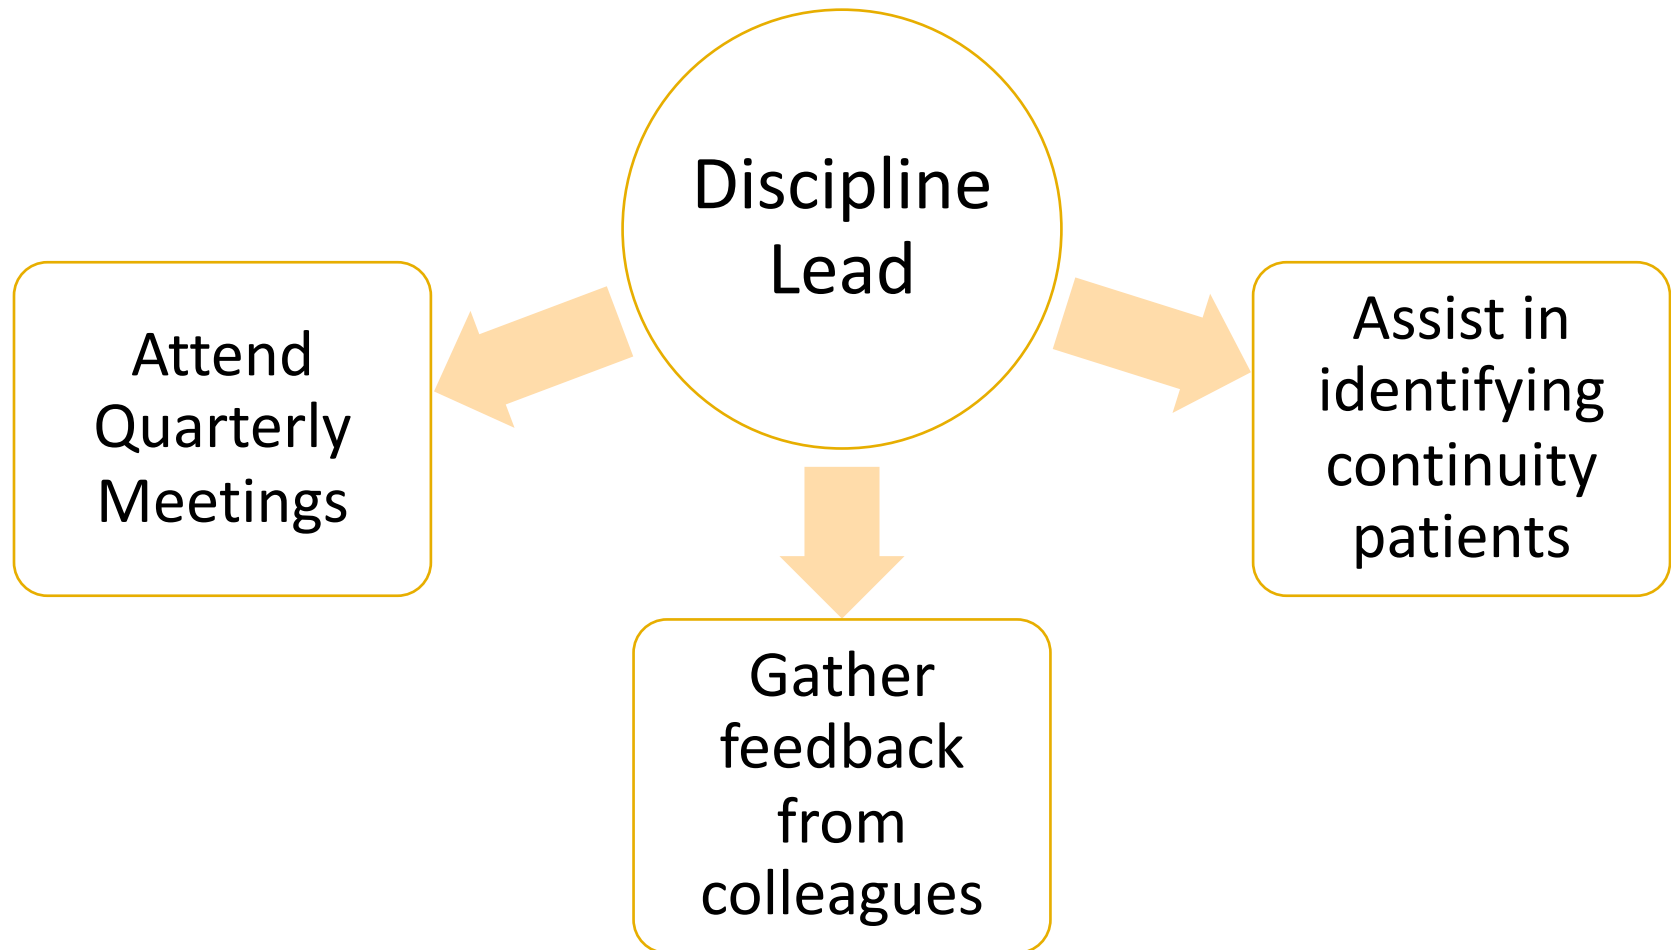 Discipline
Lead
Attend
Quarterly
Meetings
Gather
feedback
from
colleagues
Assist in
identifying
continuity
patients